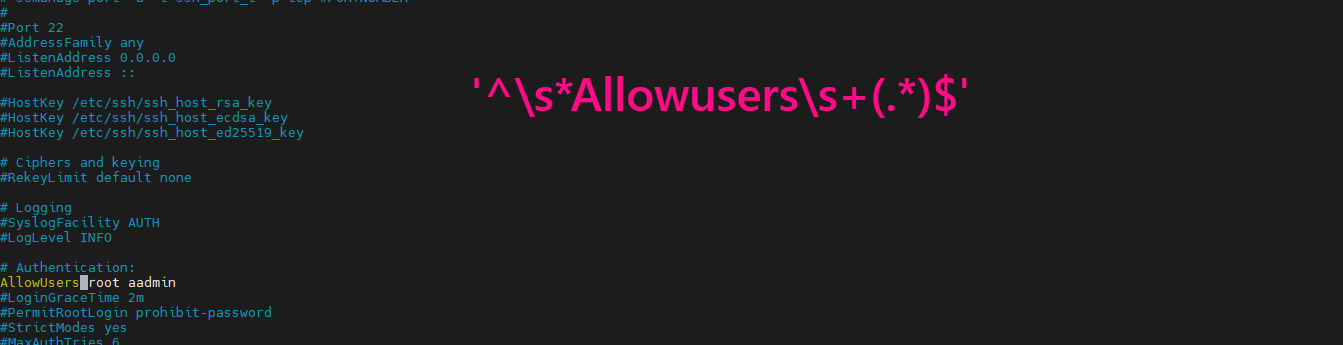 # semanage port -a -t ssh_port_t -p tcp #PORTNUMBER
#
#Port 22
#AddressFamily any
#ListenAddress 0.0.0.0
#ListenAddress ::
'^\s*Allowusers\s+(.*)$'
#HostKey /etc/ssh/ssh_host_rsa_key
#HostKey /etc/ssh/ssh_host_ecdsa_key
#HostKey /etc/ssh/ssh_host_ed25519_key
# Ciphers and keying
#RekeyLimit default none
# Logging
#SyslogFacility AUTH
#LogLevel INFO
# Authentication:
AllowUsers root aadmin
#LoginGraceTime 2m
#PermitRootLogin prohibit-password
#StrictModes yes
#MaxAuthTries 6